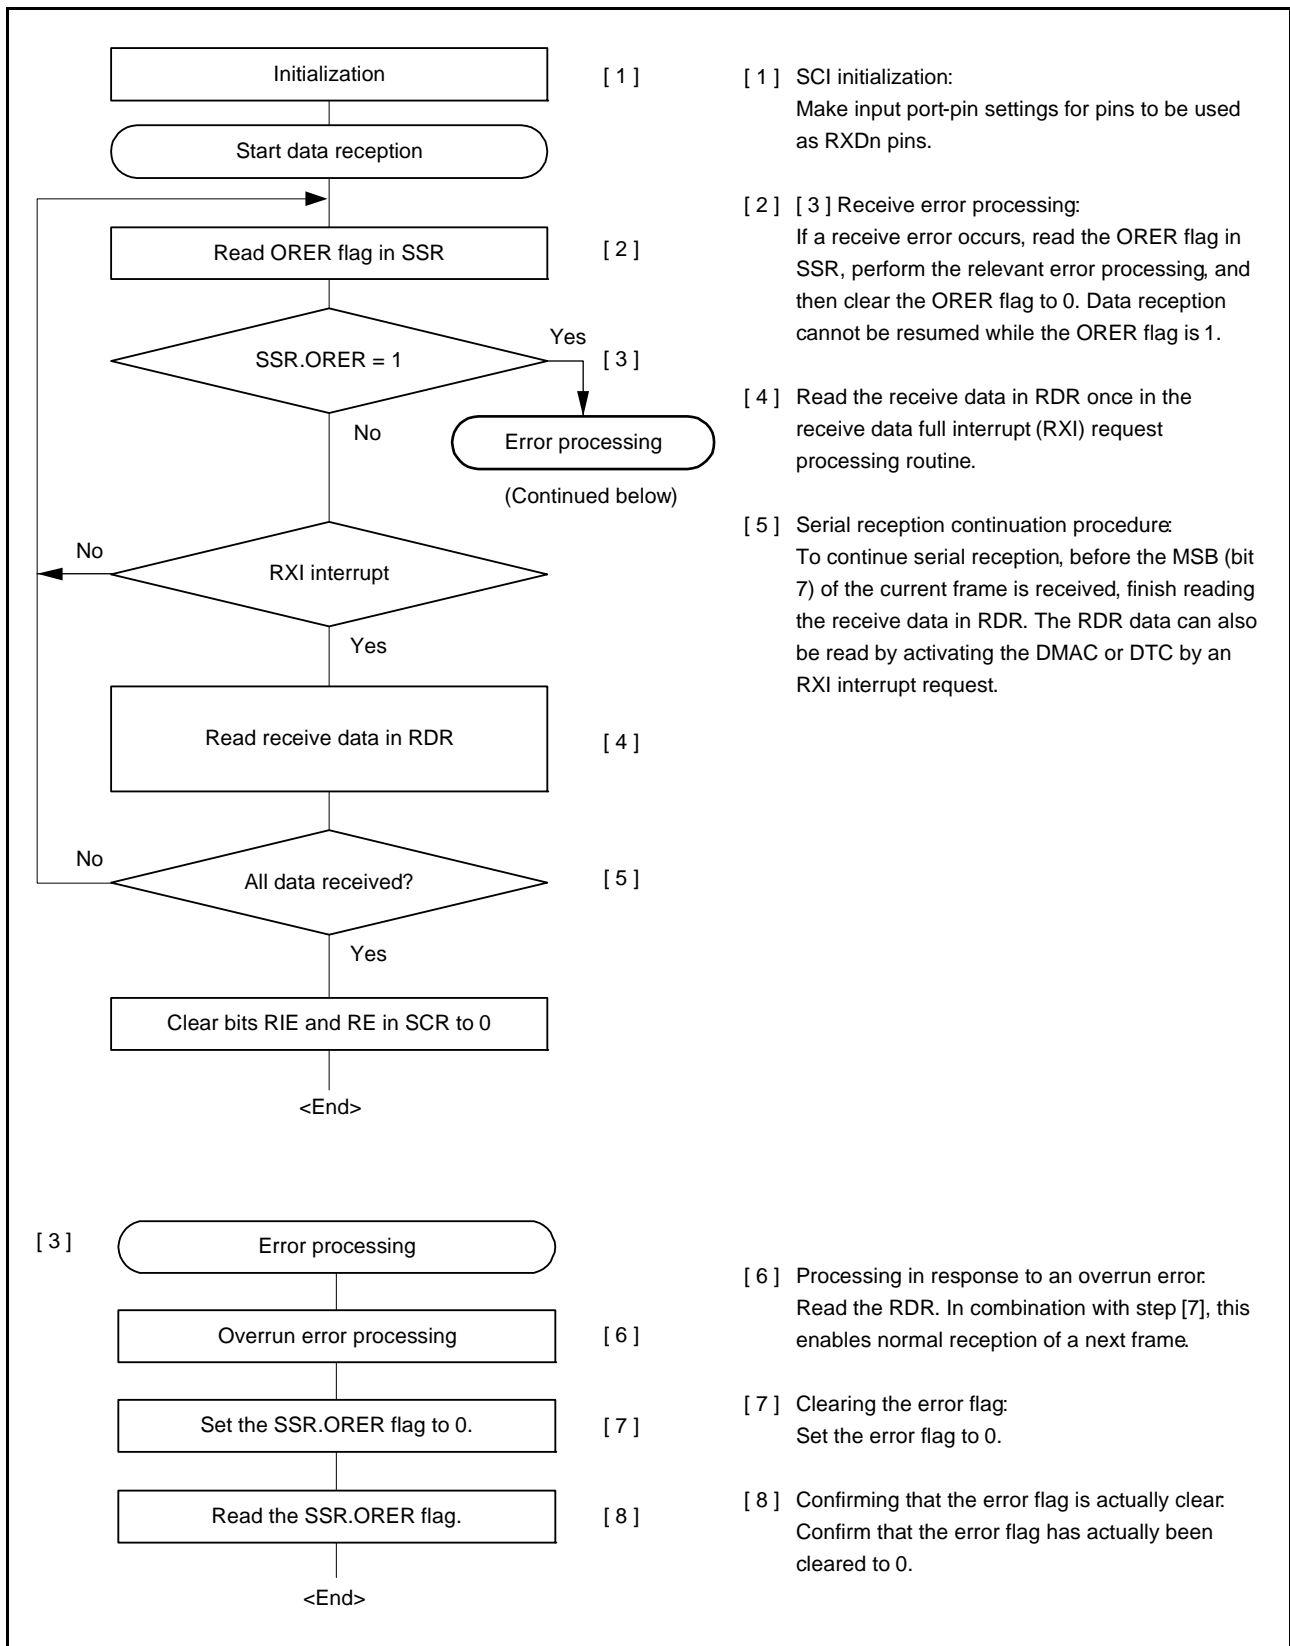 Initialization
[ 1 ]
Start data reception
Read ORER flag in SSR
[ 2 ]
SSR.ORER = 1
Yes
[ 3 ]
No
Error processing
(Continued below)
No
RXI interrupt
Yes
Read receive data in RDR
[ 4 ]
No
All data received?
[ 5 ]
Yes
Clear bits RIE and RE in SCR to 0
<End>
[ 1 ] SCI initialization:
Make input port-pin settings for pins to be used
as RXDn pins.
[ 2 ] [ 3 ] Receive error processing:
If a receive error occurs, read the ORER flag in
SSR, perform the relevant error processing, and
then clear the ORER flag to 0. Data reception
cannot be resumed while the ORER flag is 1.
[ 4 ] Read the receive data in RDR once in the
receive data full interrupt (RXI) request
processing routine.
[ 5 ] Serial reception continuation procedure:
To continue serial reception, before the MSB (bit
7) of the current frame is received, finish reading
the receive data in RDR. The RDR data can also
be read by activating the DMAC or DTC by an
RXI interrupt request.
[ 3 ]
Error processing
Overrun error processing
[ 6 ]
Set the SSR.ORER flag to 0.
[ 7 ]
Read the SSR.ORER flag.
[ 8 ]
<End>
[ 6 ] Processing in response to an overrun error:
Read the RDR. In combination with step [7], this
enables normal reception of a next frame.
[ 7 ] Clearing the error flag:
Set the error flag to 0.
[ 8 ] Confirming that the error flag is actually clear:
Confirm that the error flag has actually been
cleared to 0.